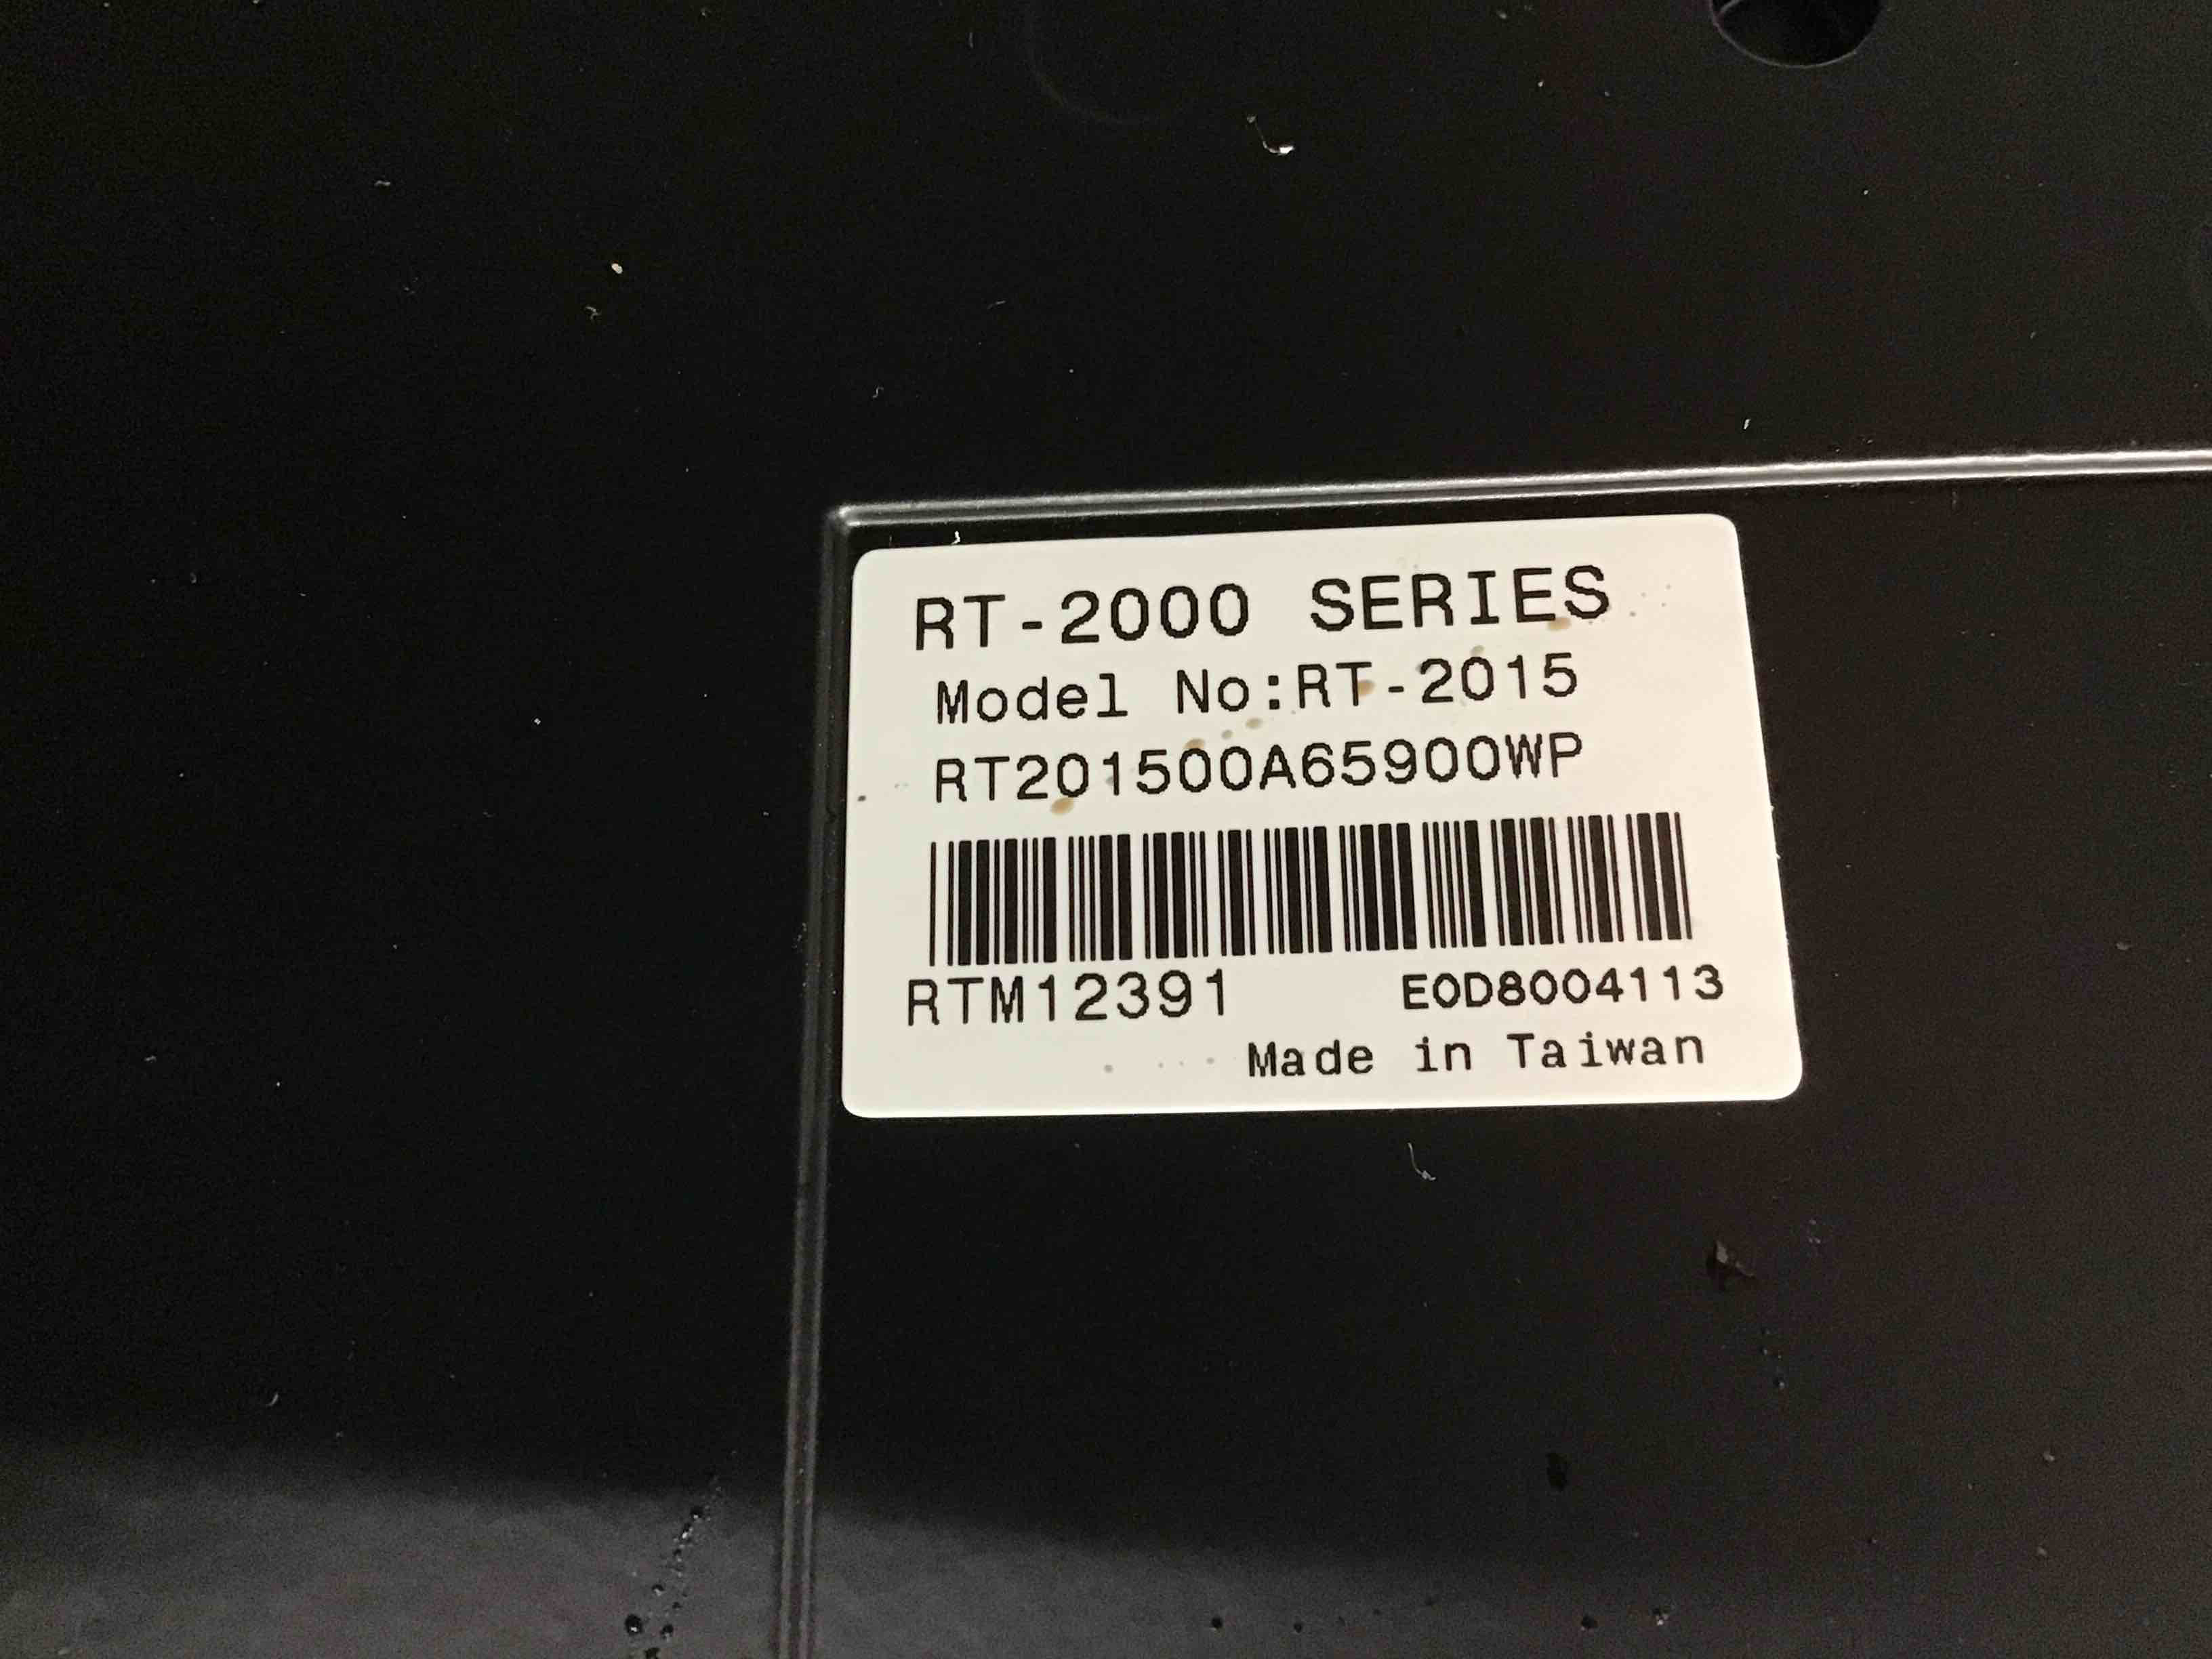 RT-2000 SERIES
Model No:RT-2015
RT201500A65900WP
RTM12391 E0D8004113
Made in Taiwan